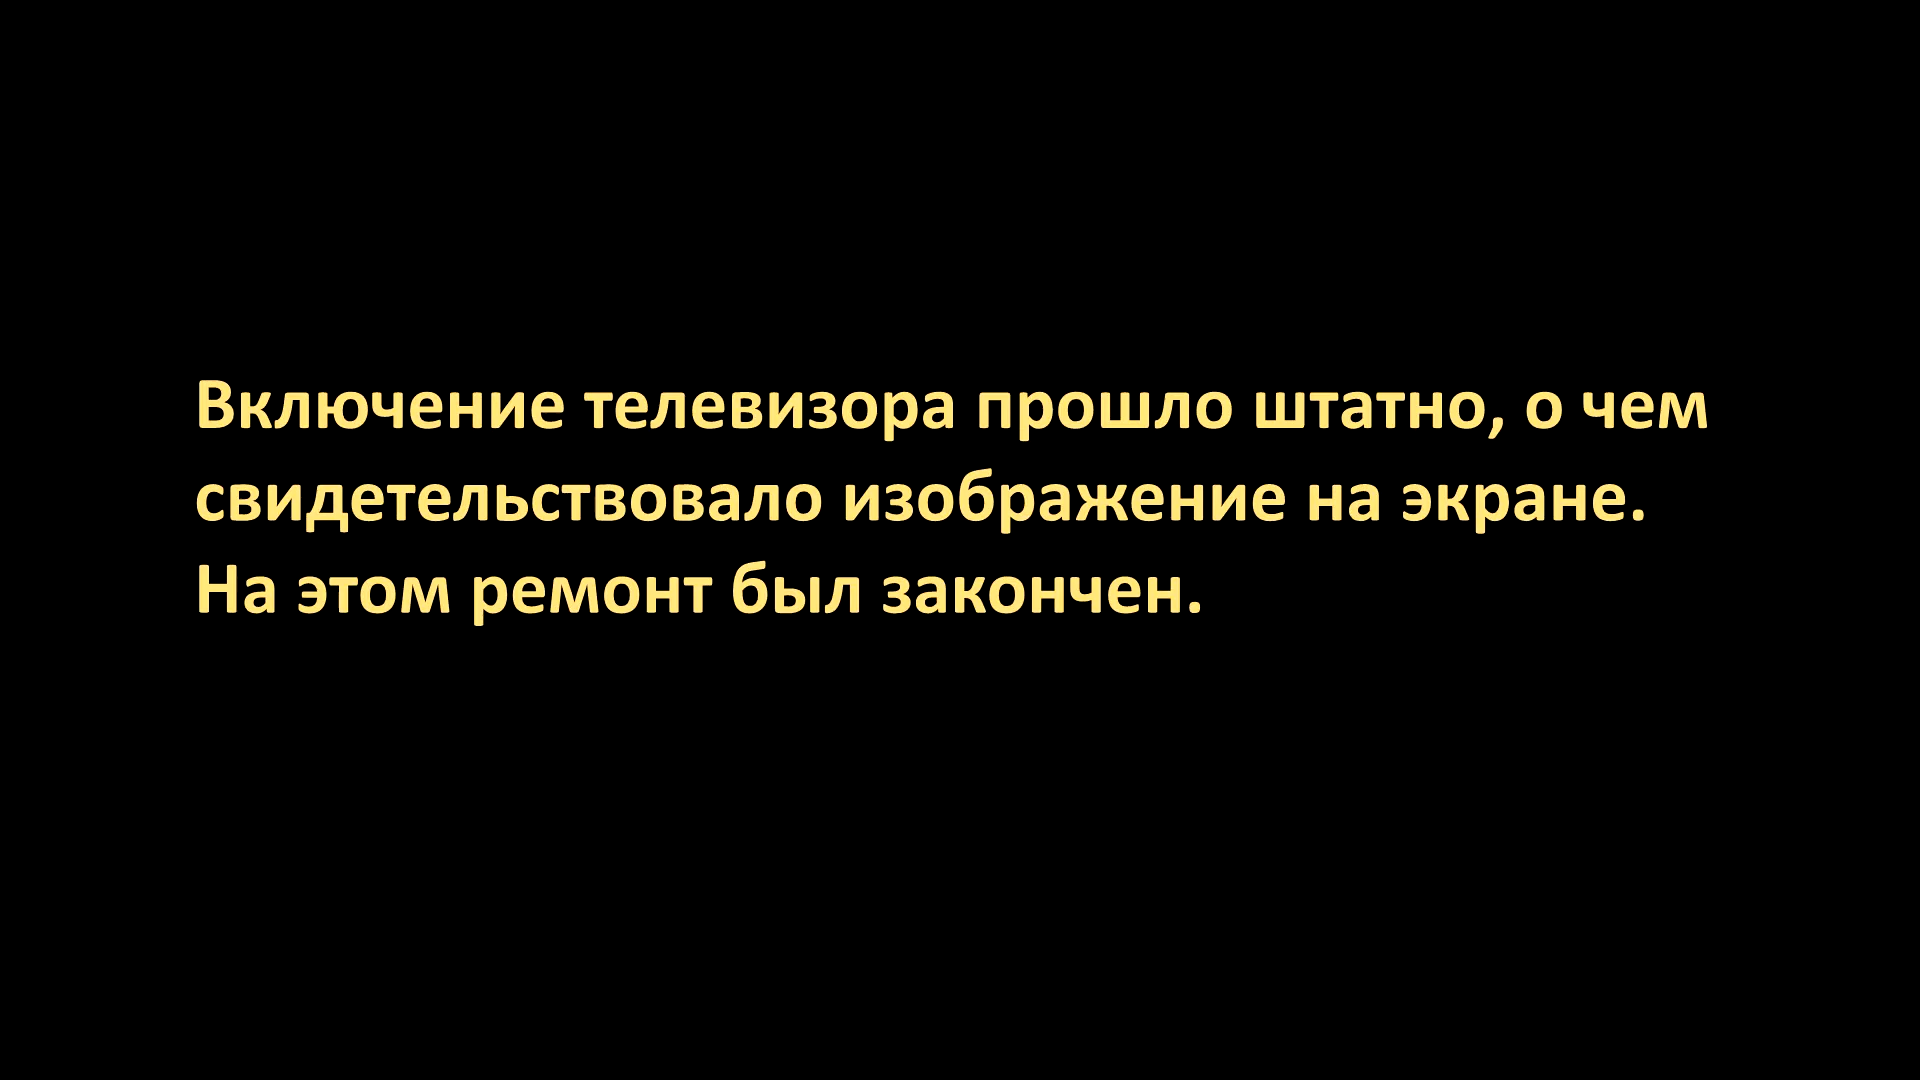 Включение телевизора прошло штатно, о чем
свидетельствовало изображение на экране.
На этом ремонт был закончен.